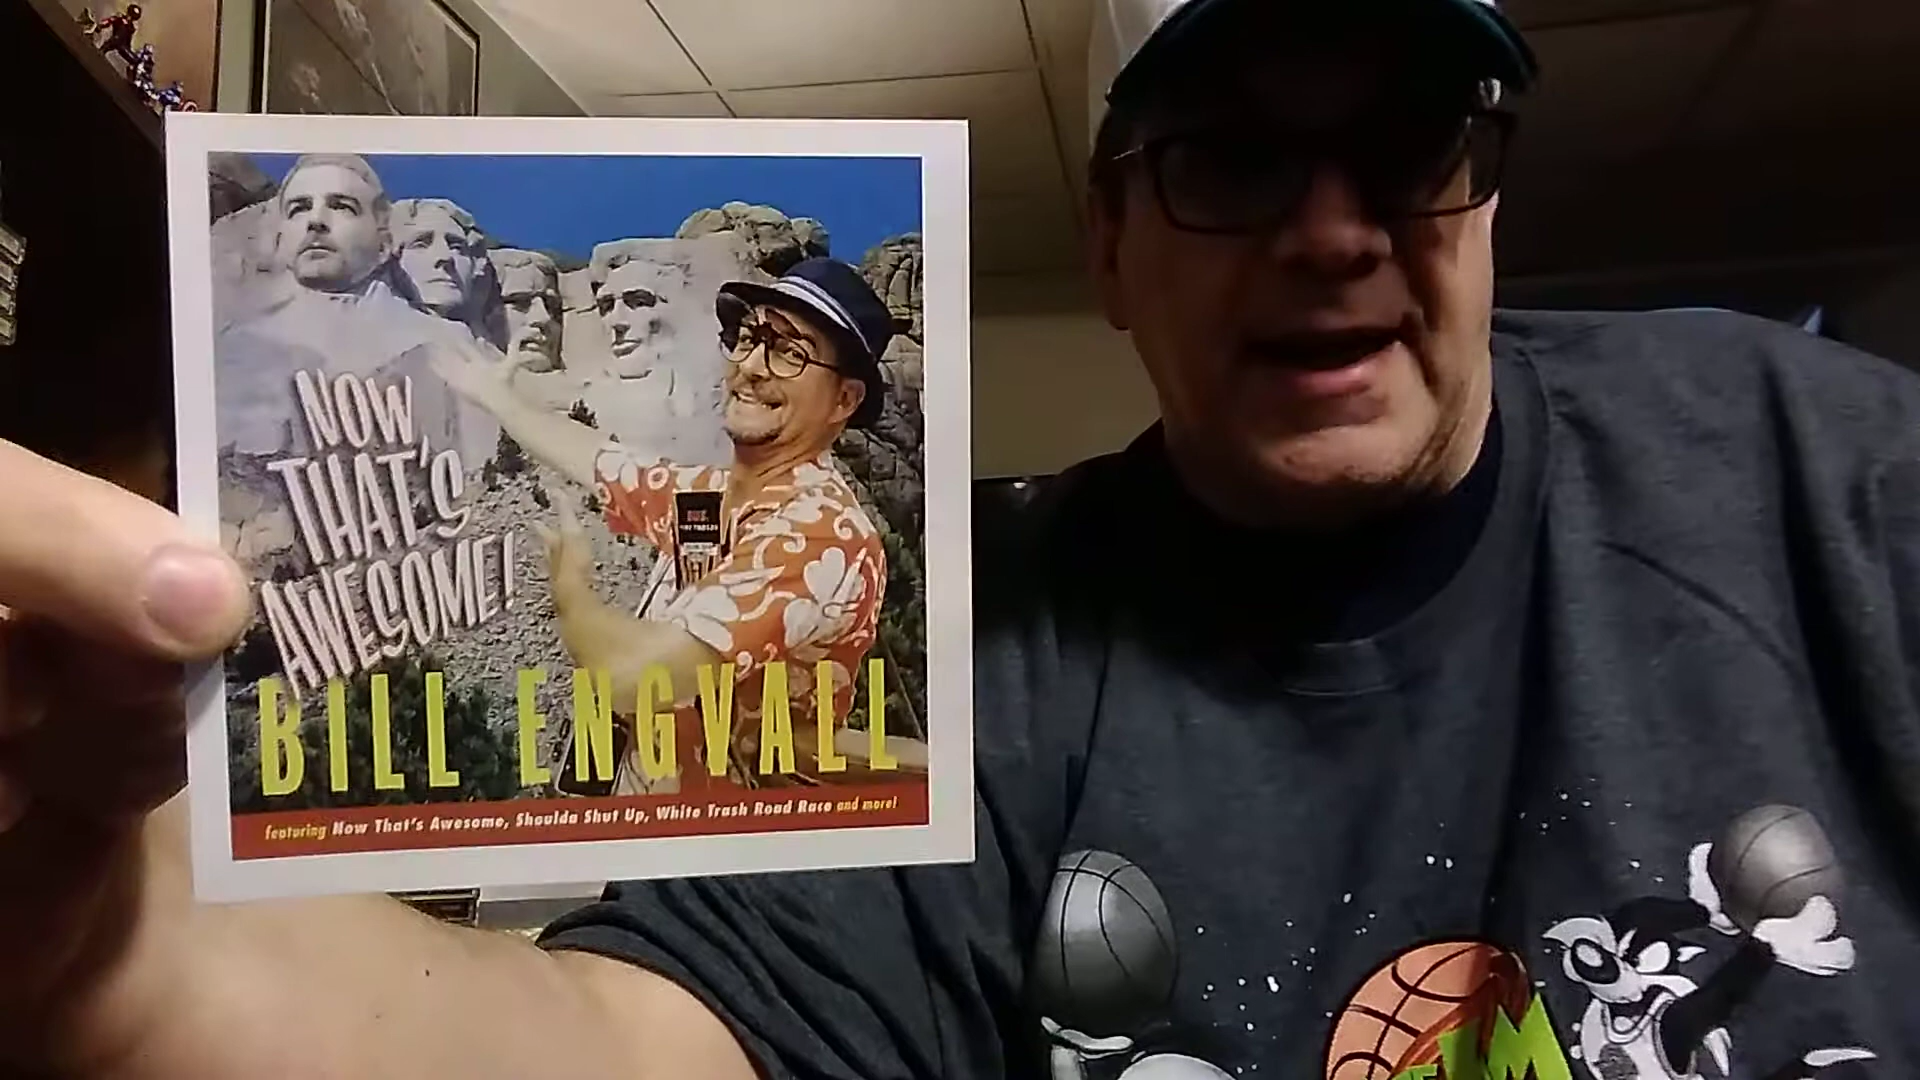 NOW
THAT'S
AWESOME!
BILL ENGVALL
featuring Now That's Awesome, Shoulda Shut Up, White Trash Road Race and more!